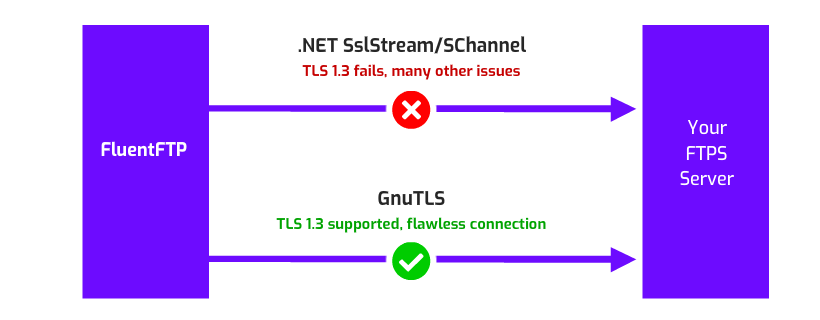 .NET SslStream/SChannel
TLS 1.3 fails, many other issues
FluentFTP
Your
FTPS
Server
GnuTLS
TLS 1.3 supported, flawless connection